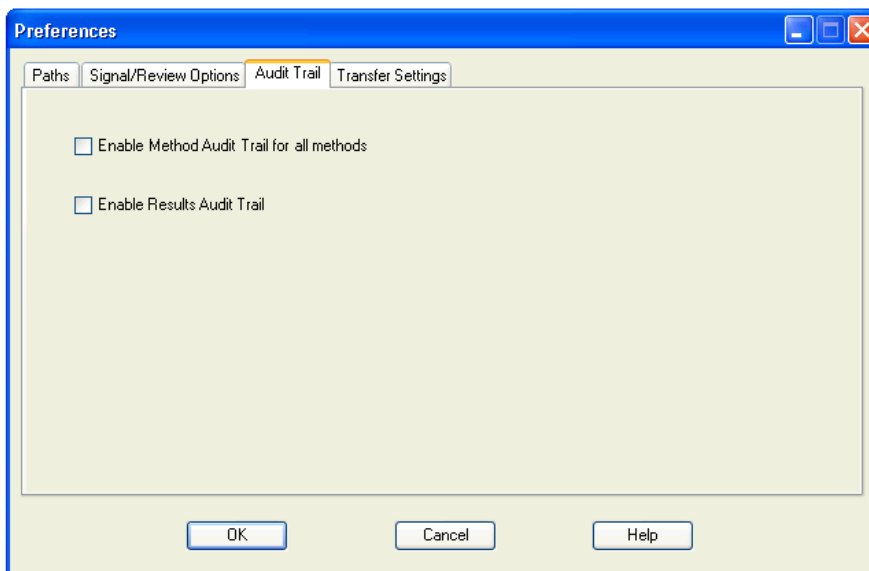 Preferences
Paths Signal/Review Options Audit Trail Transfer Settings
Enable Method Audit Trail for all methods
Enable Results Audit Trail
OK Cancel Help